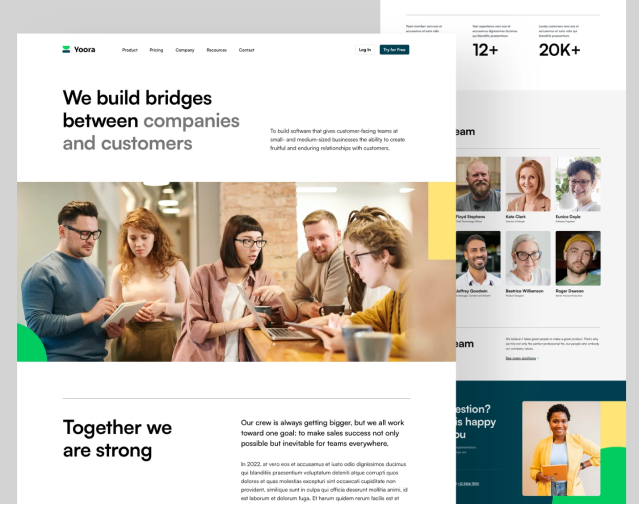 Yoora
Product Pricing Company Resources Contact
Log In
Try for Free
We build bridges
between companies
and customers
To build software that gives customer-facing teams at
small- and medium-sized businesses the ability to create
fruitful and enduring relationships with customers.
Together we
are strong
Our crew is always getting bigger, but we all work
toward one goal: to make sales success not only
possible but inevitable for teams everywhere.
In 2022, at vero eos et accusamus et iusto odio dignissimos ducimus
qui blanditiis praesentium voluptatum deleniti atque corrupti quos
dolores et quas molestias excepturi sint occaecati cupiditate non
provident, similique sunt in culpa qui officia deserunt mollitia animi, id
est laborum et dolorum fuga. Et harum quidem rerum facilis est et
12+
20K+
eam
Floyd Stephens
Kate Clark
Eunice Doyle
Jeffrey Goodwin
Beatrice Williamson
Roger Dawson
eam
See open positions
estion?
is happy
ou